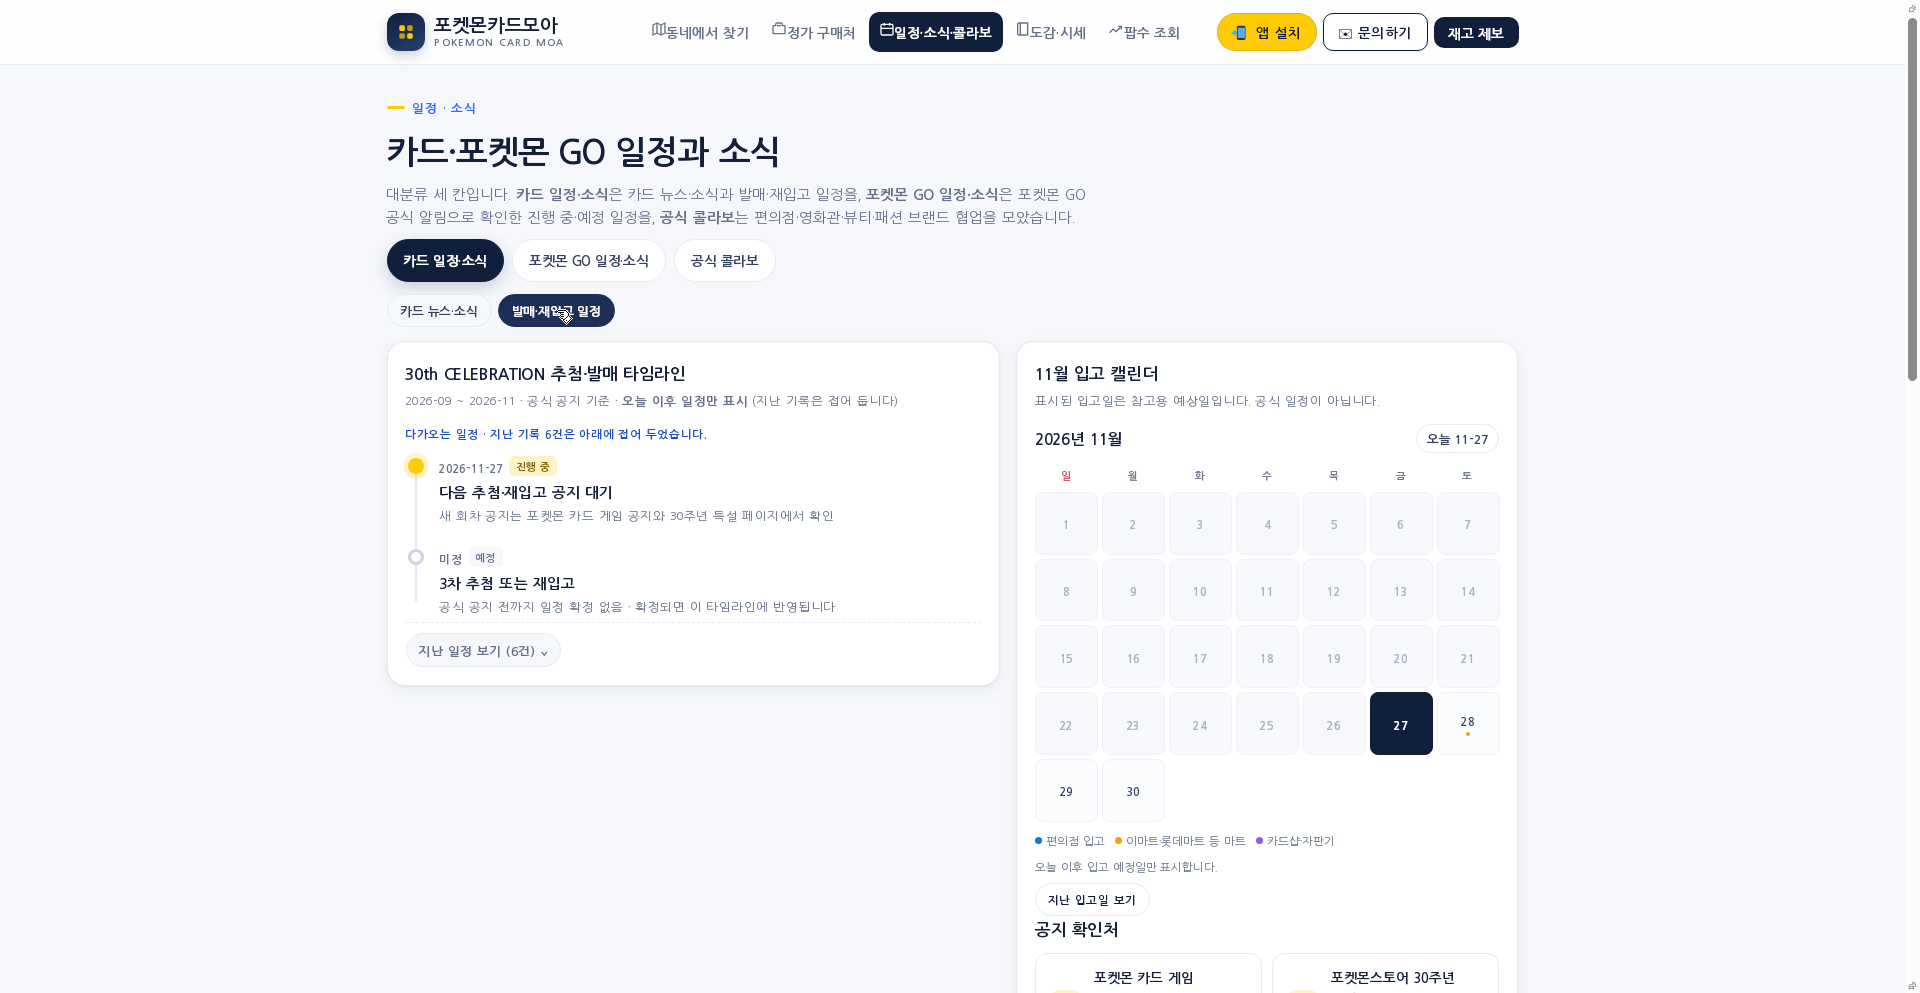 포켓몬카드모아
POKEMON CARD MOA
동네에서 찾기
정가 구매처
일정·소식·콜라보
도감·시세
팝수 조회
앱 설치
문의하기
재고 제보
일정 · 소식
카드·포켓몬 GO 일정과 소식
대분류 세 칸입니다. 카드 일정·소식은 카드 뉴스·소식과 발매·재입고 일정을, 포켓몬 GO 일정·소식은 포켓몬 GO
공식 알림으로 확인한 진행 중·예정 일정을, 공식 콜라보는 편의점·영화관·뷰티·패션 브랜드 협업을 모았습니다.
카드 일정·소식
포켓몬 GO 일정·소식
공식 콜라보
카드 뉴스·소식
발매·재입고 일정
30th CELEBRATION 추첨·발매 타임라인
2026-09 ~ 2026-11 · 공식 공지 기준 · 오늘 이후 일정만 표시 (지난 기록은 접어 둡니다)
다가오는 일정 · 지난 기록 6건은 아래에 접어 두었습니다.
2026-11-27 진행 중
다음 추첨·재입고 공지 대기
새 회차 공지는 포켓몬 카드 게임 공지와 30주년 특설 페이지에서 확인
미정 예정
3차 추첨 또는 재입고
공식 공지 전까지 일정 확정 없음 · 확정되면 이 타임라인에 반영됩니다
지난 일정 보기 (6건)
11월 입고 캘린더
표시된 입고일은 참고용 예상일입니다. 공식 일정이 아닙니다.
2026년 11월
오늘 11-27
일 월 화 수 목 금 토
1 2 3 4 5 6 7
8 9 10 11 12 13 14
15 16 17 18 19 20 21
22 23 24 25 26 27 28
29 30
편의점 입고 이마트·롯데마트 등 마트 카드샵·자판기
오늘 이후 입고 예정일만 표시합니다.
지난 입고일 보기
공지 확인처
포켓몬 카드 게임
포켓몬스토어 30주년